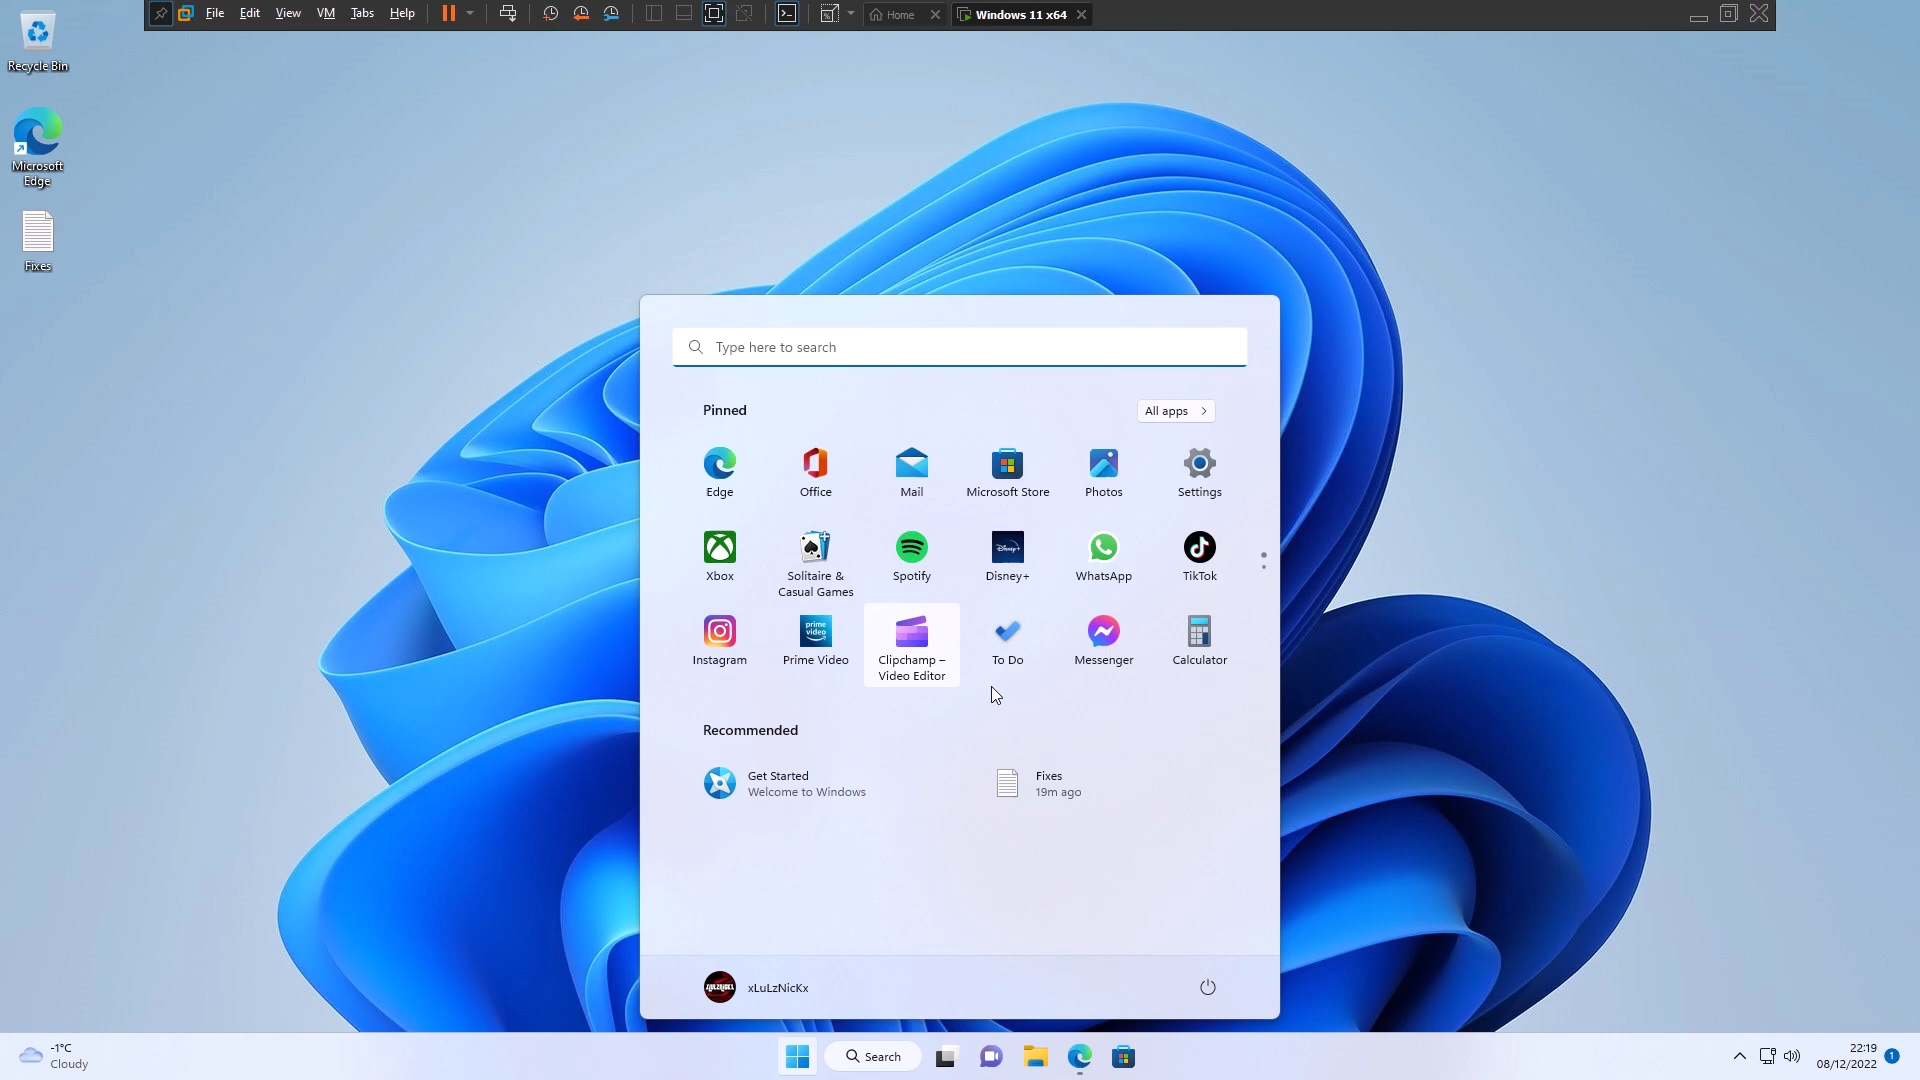 File
Edit
View
VM
Tabs
Help
Home
Windows 11 x64
Recycle Bin
Microsoft
Edge
Fixes
Type here to search
Pinned
All apps
Edge
Office
Mail
Microsoft Store
Photos
Settings
Xbox
Solitaire &
Casual Games
Spotify
Disney+
WhatsApp
TikTok
Instagram
prime
video
Prime Video
Clipchamp –
Video Editor
To Do
Messenger
Calculator
Recommended
Get Started
Welcome to Windows
Fixes
19m ago
xLuLzNicKx
-1°C
Cloudy
Search
22:19
08/12/2022
1